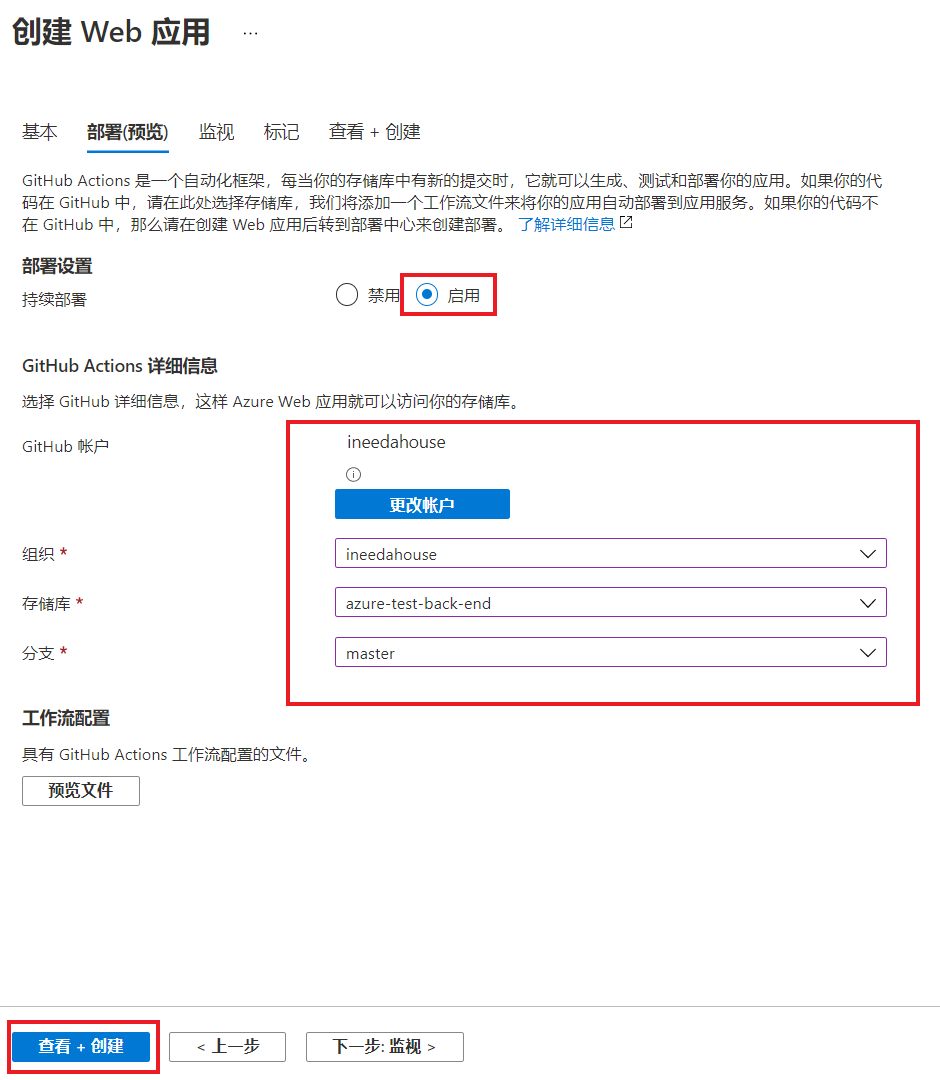 创建 Web 应用 ...
基本 部署(预览) 监视 标记 查看 + 创建
GitHub Actions 是一个自动化框架，每当你的存储库中有新的提交时，它就可以生成、测试和部署你的应用。如果你的代
码在 GitHub 中，请在此处选择存储库，我们将添加一个工作流文件来将你的应用自动部署到应用服务。如果你的代码不
在 GitHub 中，那么请在创建 Web 应用后转到部署中心来创建部署。 了解详细信息
部署设置
持续部署 禁用 启用
GitHub Actions 详细信息
选择 GitHub 详细信息，这样 Azure Web 应用就可以访问你的存储库。
GitHub 帐户 ineedahouse
更改帐户
组织 * ineedahouse
存储库 * azure-test-back-end
分支 * master
工作流配置
具有 GitHub Actions 工作流配置的文件。
预览文件
查看 + 创建 < 上一步 下一步: 监视 >